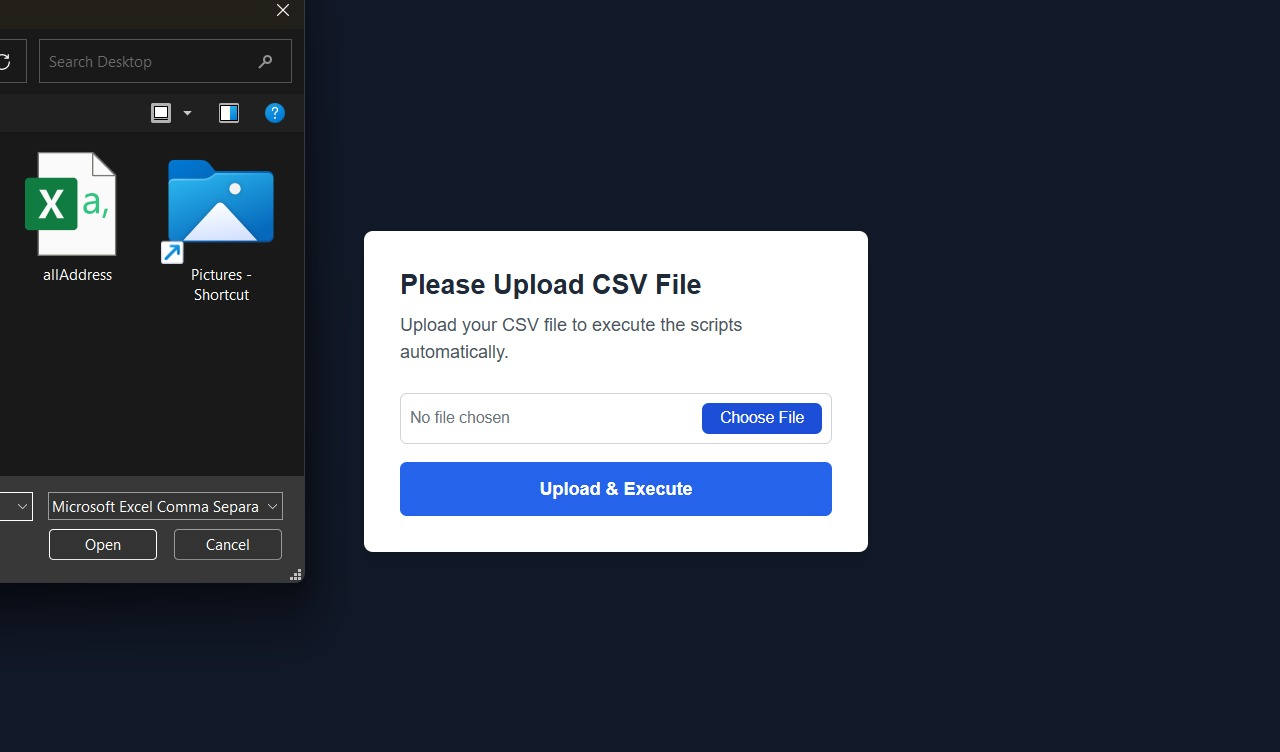 Search Desktop
?
X a,
allAddress
Pictures -
Shortcut
Microsoft Excel Comma Separa
Open
Cancel
Please Upload CSV File
Upload your CSV file to execute the scripts
automatically.
No file chosen
Choose File
Upload & Execute